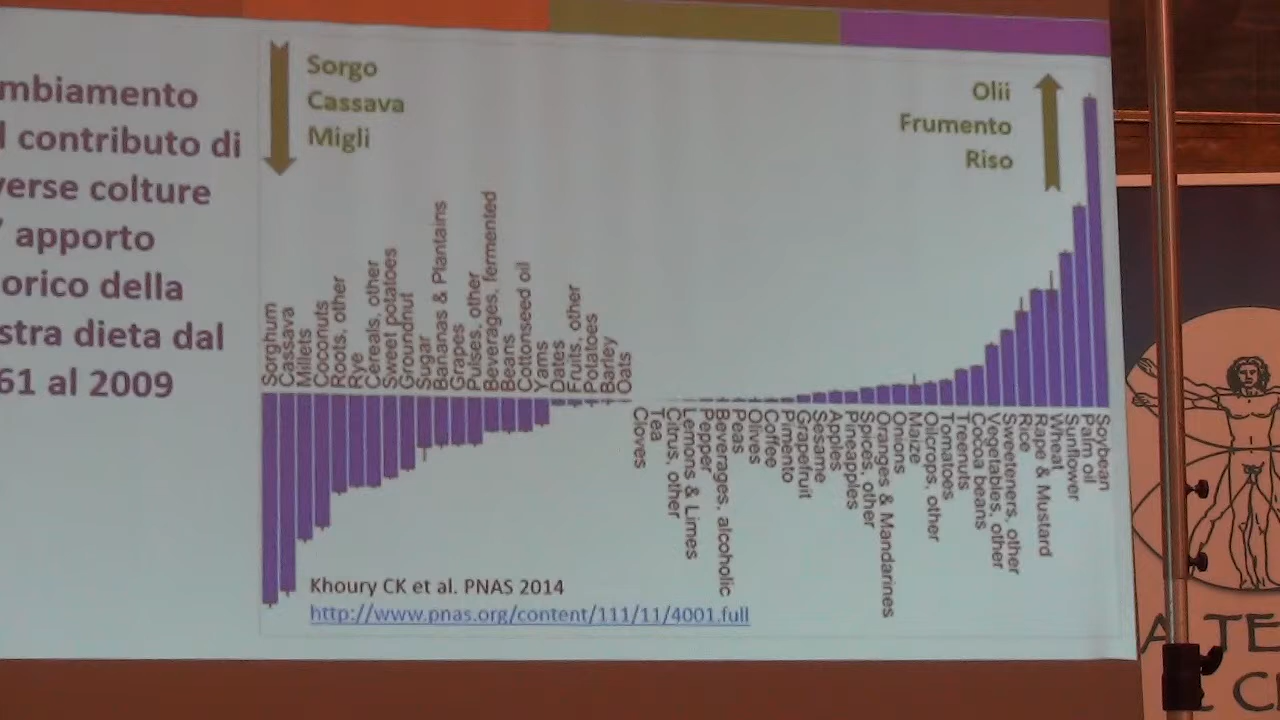 mbiamento
l contributo di
verse colture
' apporto
orico della
stra dieta dal
61 al 2009
Sorgo
Cassava
Migli
Olii
Frumento
Riso
Sorghum
Cassava
Millets
Coconuts
Roots, other
Rye
Cereals, other
Sweet potatoes
Groundnut
Sugar
Bananas & Plantains
Grapes
Pulses, other
Beverages, fermented
Beans
Cottonseed oil
Yams
Dates
Fruits, other
Potatoes
Barley
Oats
Cloves
Tea
Citrus, other
Lemons & Limes
Pepper
Beverages, alcoholic
Peas
Olives
Coffee
Pimento
Grapefruit
Sesame
Apples
Pineapples
Spices, other
Oranges & Mandarines
Onions
Maize
Oilcrops, other
Tomatoes
Treenuts
Cocoa beans
Vegetables, other
Sweeteners, other
Rice
Rape & Mustard
Wheat
Sunflower
Palm oil
Soybean
Khoury CK et al. PNAS 2014
http://www.pnas.org/content/111/11/4001.full